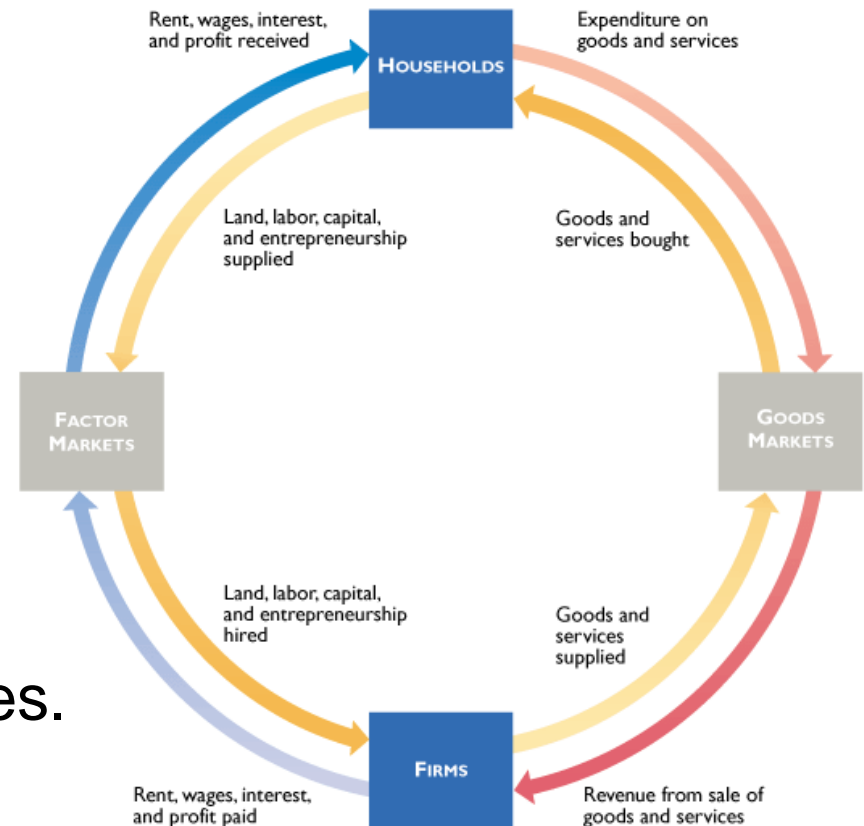 Rent, wages, interest,
and profit received
HOUSEHOLDS
Expenditure on
goods and services
Land, labor, capital,
and entrepreneurship
supplied
Goods and
services bought
FACTOR
MARKETS
GOODS
MARKETS
Land, labor, capital,
and entrepreneurship
hired
Goods and
services
supplied
es.
FIRMS
Rent, wages, interest,
and profit paid
Revenue from sale of
goods and services